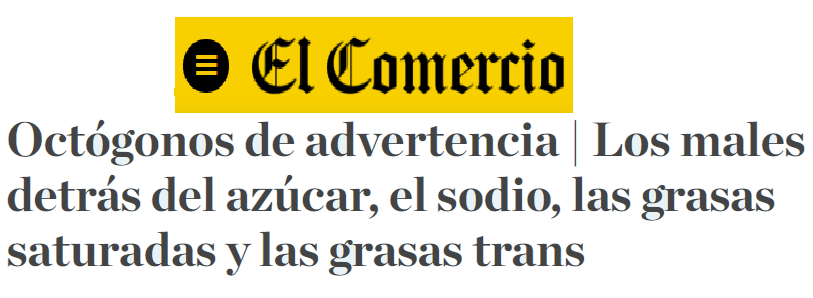 El Comercio
Octógonos de advertencia | Los males
detrás del azúcar, el sodio, las grasas
saturadas y las grasas trans